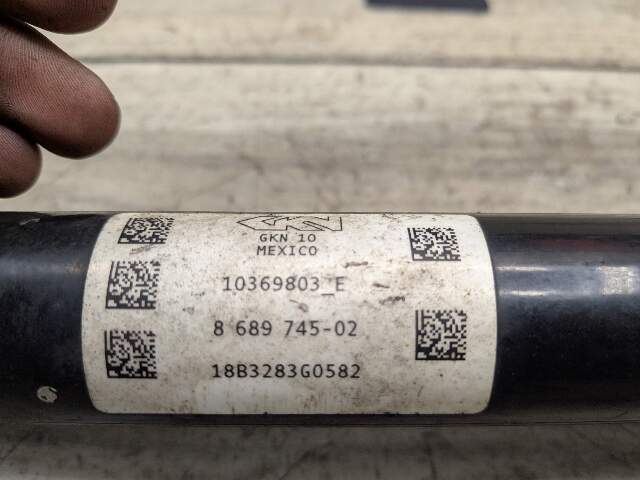 GKN 10
MEXICO
10369803_E
8 689 745-02
18B3283G0582